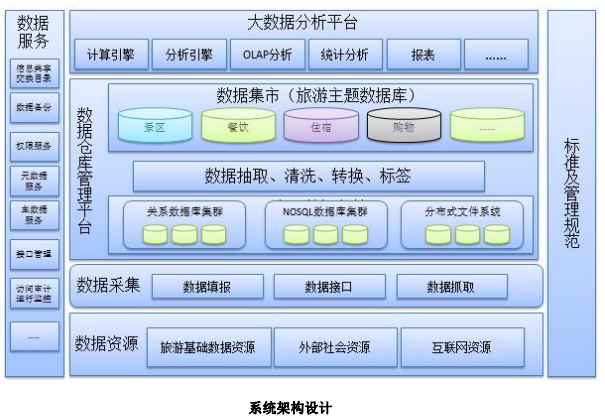 数据
服务
信息共享
交换目录
数据备份
权限服务
元数据
服务
主数据
服务
接口管理
访问审计
运行监控
......
大数据分析平台
计算引擎
分析引擎
OLAP分析
统计分析
报表
......
数据仓库管理平台
数据集市（旅游主题数据库）
景区
餐饮
住宿
购物
......
数据抽取、清洗、转换、标签
关系数据库集群
NOSQL数据库集群
分布式文件系统
数据采集
数据填报
数据接口
数据抓取
数据资源
旅游基础数据资源
外部社会资源
互联网资源
标准及管理规范
系统架构设计